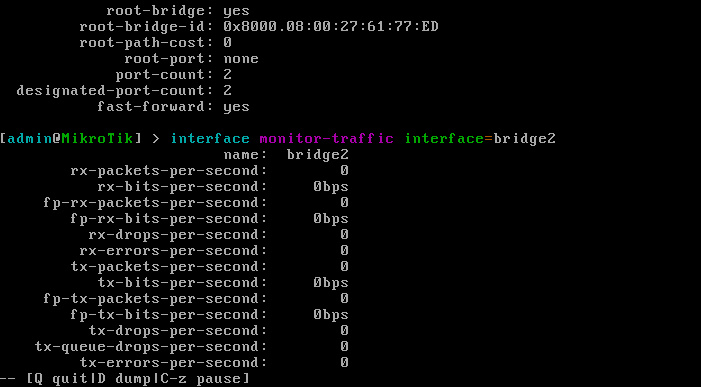 root-bridge: yes
root-bridge-id: 0x8000.08:00:27:61:77:ED
root-path-cost: 0
root-port: none
port-count: 2
designated-port-count: 2
fast-forward: yes
[admin@MikroTik] > interface monitor-traffic interface=bridge2
name: bridge2
rx-packets-per-second: 0
rx-bits-per-second: 0bps
fp-rx-packets-per-second: 0
fp-rx-bits-per-second: 0bps
rx-drops-per-second: 0
rx-errors-per-second: 0
tx-packets-per-second: 0
tx-bits-per-second: 0bps
fp-tx-packets-per-second: 0
fp-tx-bits-per-second: 0bps
tx-drops-per-second: 0
tx-queue-drops-per-second: 0
tx-errors-per-second: 0
-- [Q quit|D dump|C-z pause]